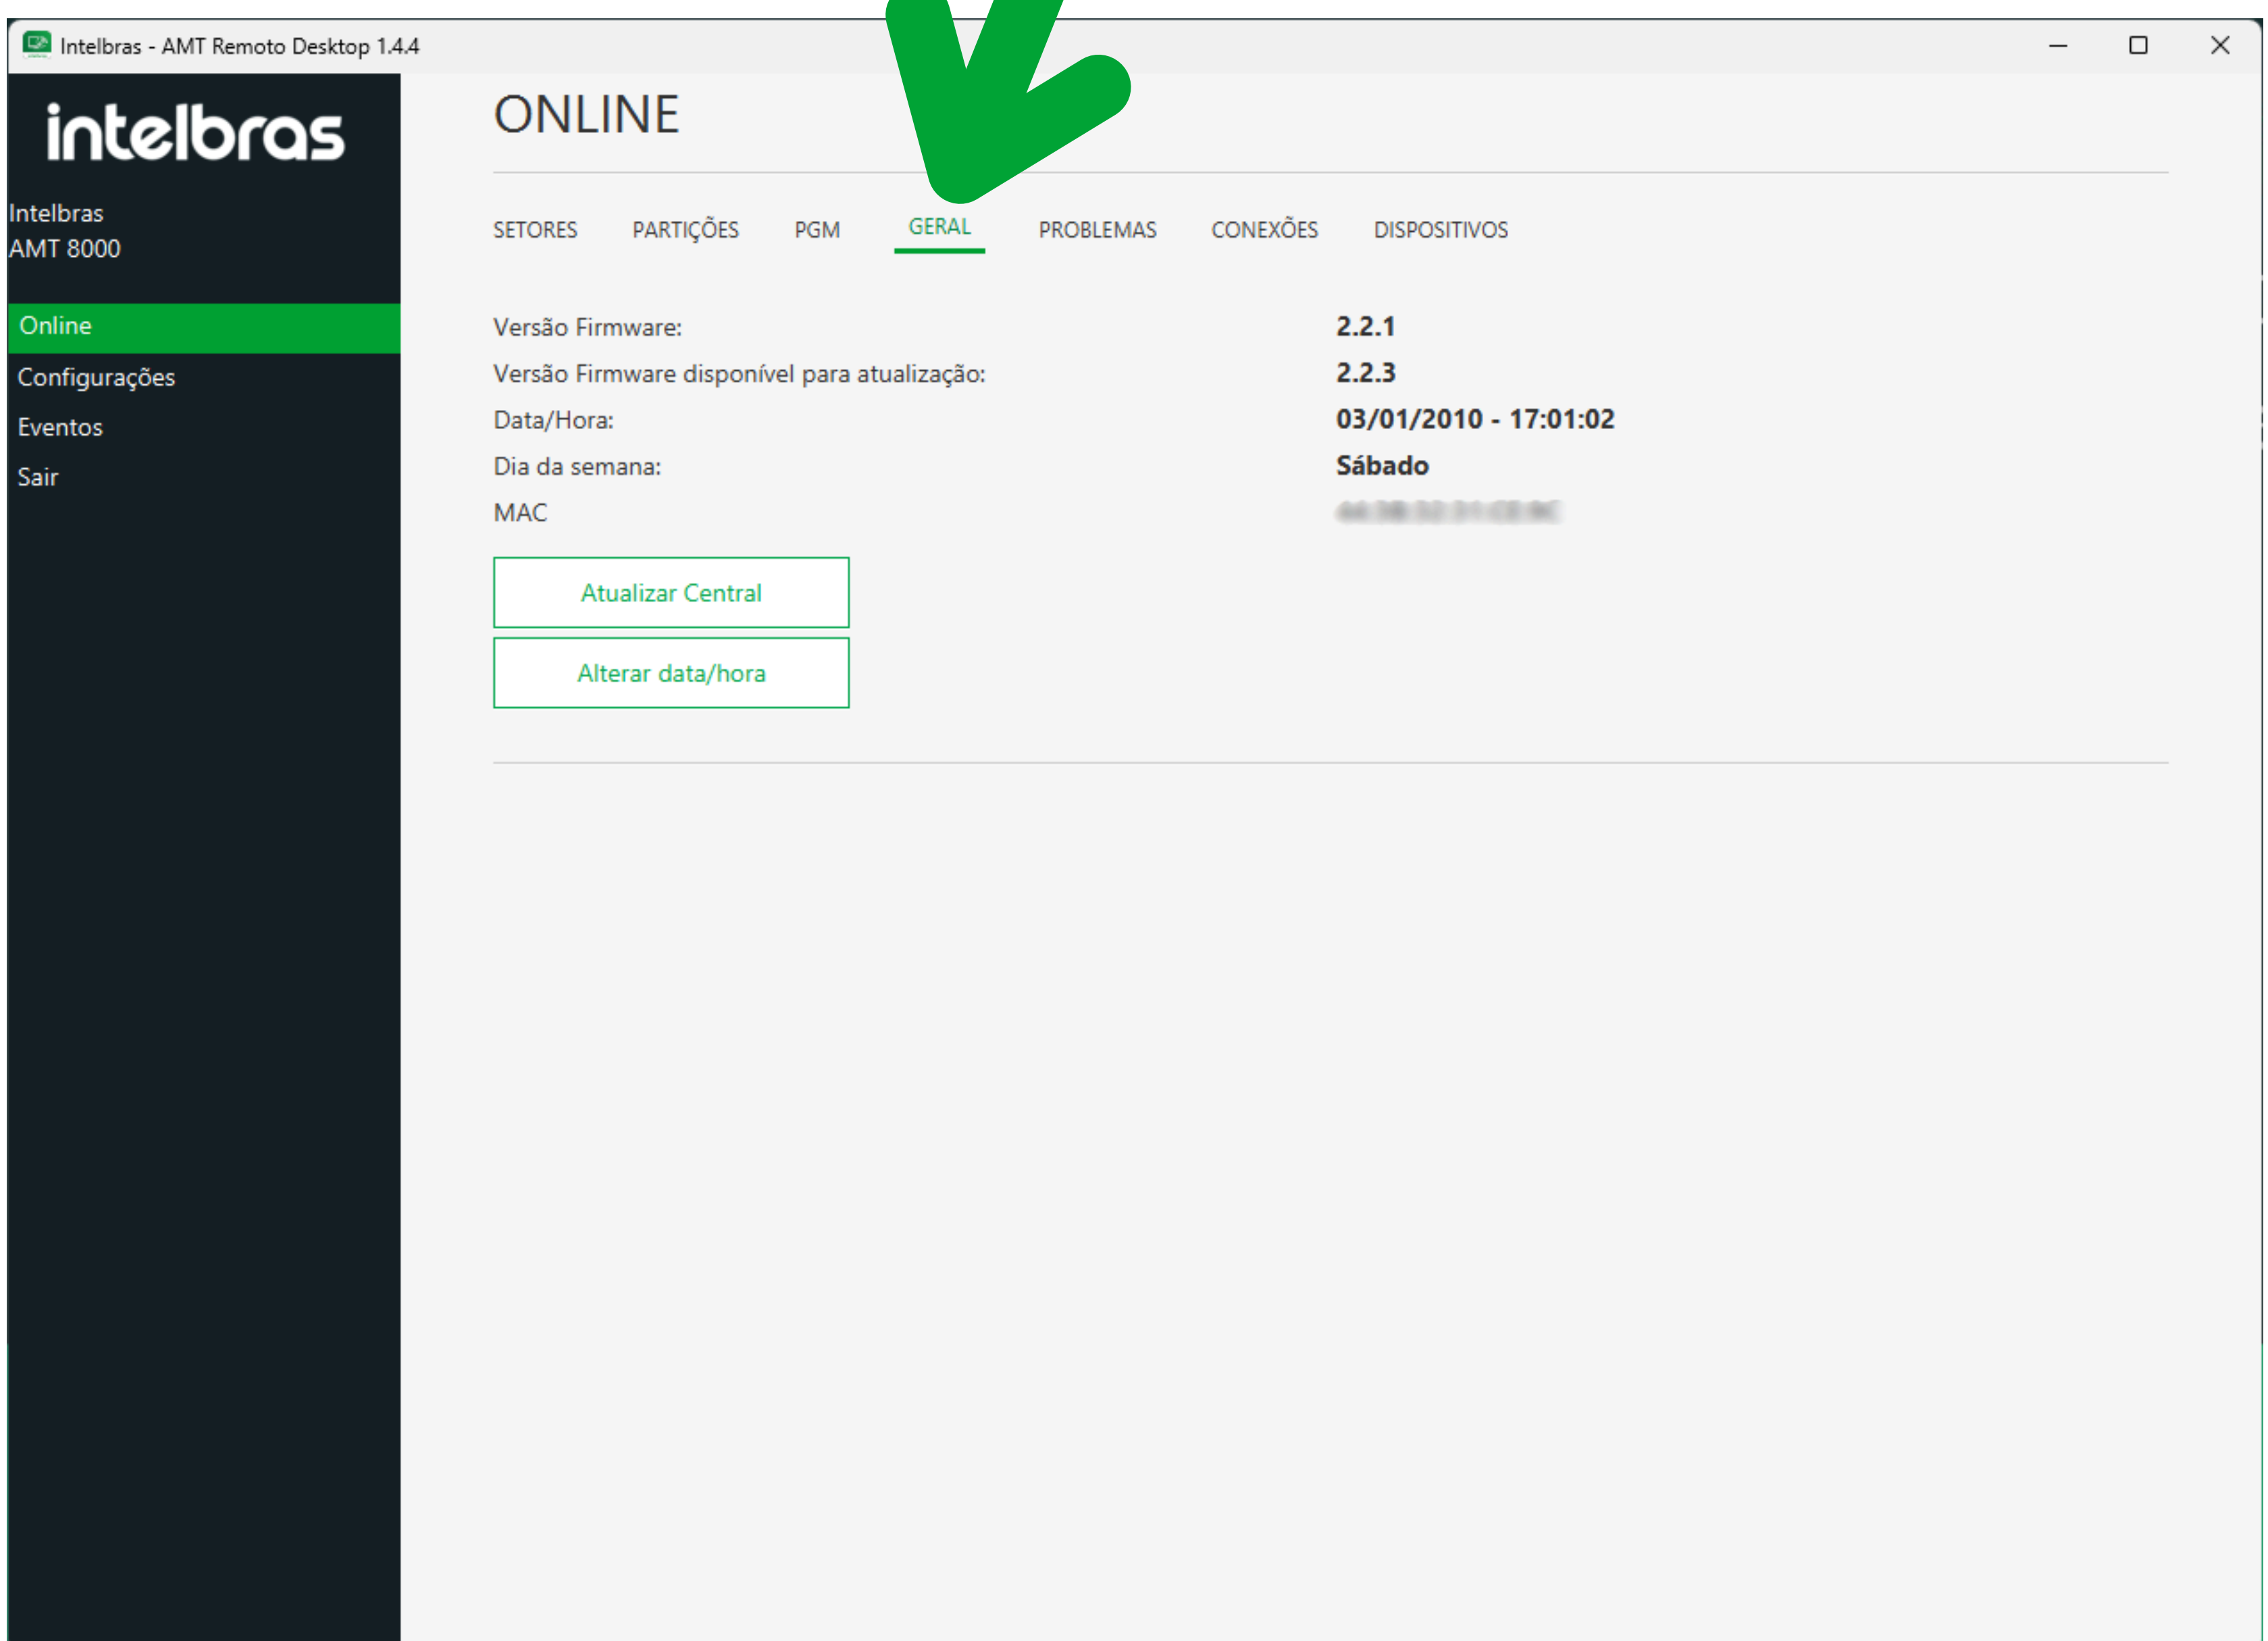 Intelbras - AMT Remoto Desktop 1.4.4
intelbras
Intelbras
AMT 8000
Online
Configurações
Eventos
Sair
ONLINE
SETORES PARTIÇÕES PGM GERAL PROBLEMAS CONEXÕES DISPOSITIVOS
Versão Firmware: 2.2.1
Versão Firmware disponível para atualização: 2.2.3
Data/Hora: 03/01/2010 - 17:01:02
Dia da semana: Sábado
MAC
Atualizar Central
Alterar data/hora